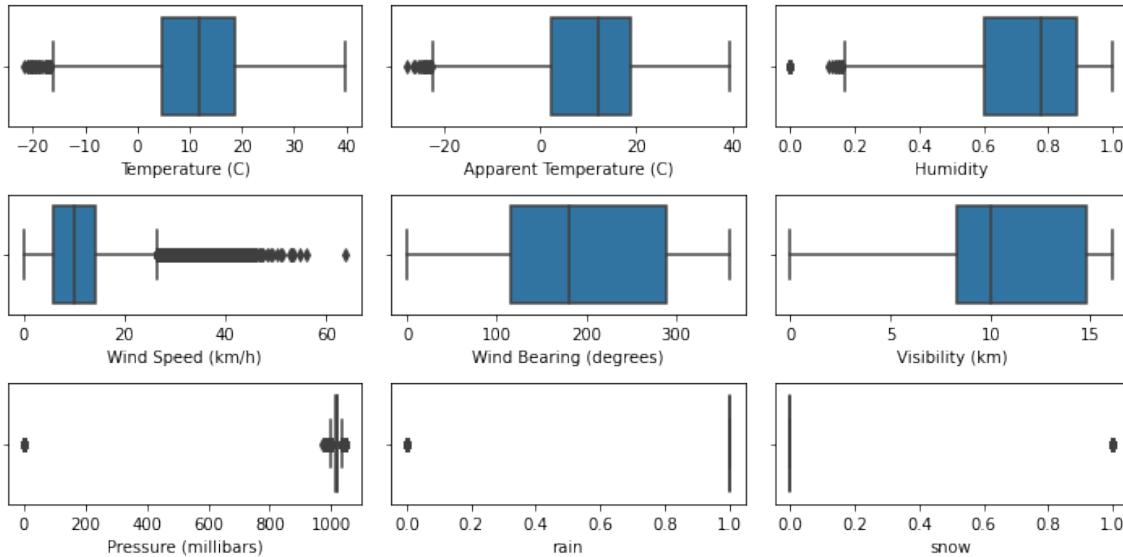 −20 −10 0 10 20 30 40
Temperature (C)
−20 0 20 40
Apparent Temperature (C)
0.0 0.2 0.4 0.6 0.8 1.0
Humidity
0 20 40 60
Wind Speed (km/h)
0 100 200 300
Wind Bearing (degrees)
0 5 10 15
Visibility (km)
0 200 400 600 800 1000
Pressure (millibars)
0.0 0.2 0.4 0.6 0.8 1.0
rain
0.0 0.2 0.4 0.6 0.8 1.0
snow